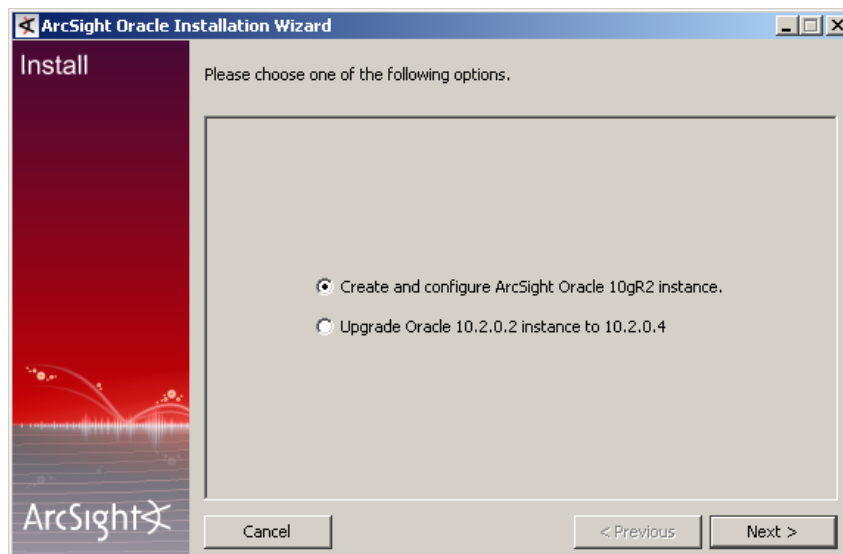 ArcSight Oracle Installation Wizard
Install
Please choose one of the following options.
Create and configure ArcSight Oracle 10gR2 instance.
Upgrade Oracle 10.2.0.2 instance to 10.2.0.4
ArcSight
Cancel
< Previous
Next >